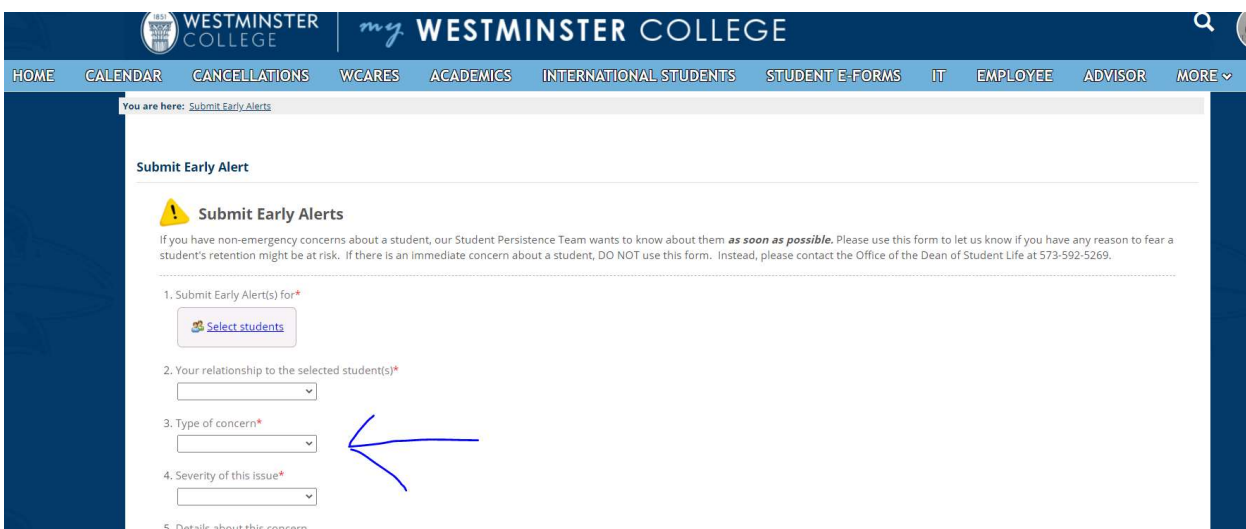 1851
WESTMINSTER
COLLEGE
my WESTMINSTER COLLEGE
HOME CALENDAR CANCELLATIONS WCARES ACADEMICS INTERNATIONAL STUDENTS STUDENT E-FORMS IT EMPLOYEE ADVISOR MORE
You are here: Submit Early Alerts
Submit Early Alert
Submit Early Alerts
If you have non-emergency concerns about a student, our Student Persistence Team wants to know about them as soon as possible. Please use this form to let us know if you have any reason to fear a
student's retention might be at risk. If there is an immediate concern about a student, DO NOT use this form. Instead, please contact the Office of the Dean of Student Life at 573-592-5269.
1. Submit Early Alert(s) for*
Select students
2. Your relationship to the selected student(s)*
3. Type of concern*
4. Severity of this issue*
5. Details about this concern